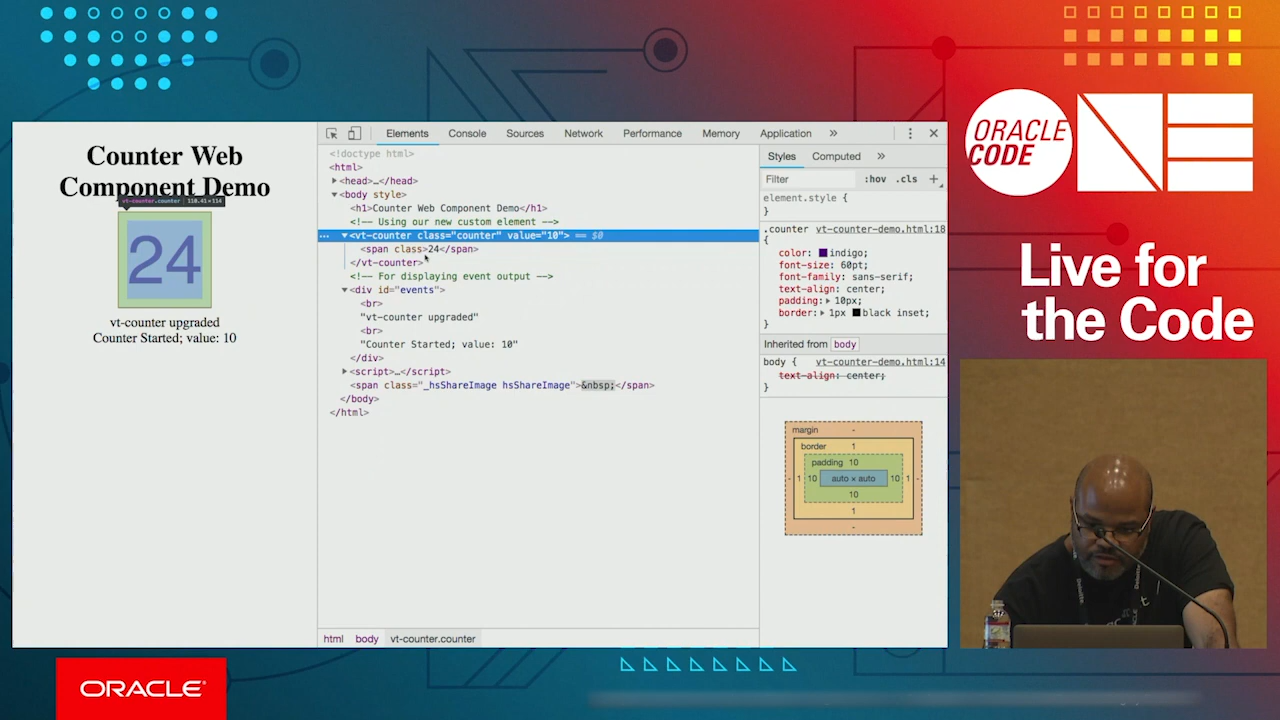 Counter Web
Component Demo
vt-counter.counter | 118.41×114
24
vt-counter upgraded
Counter Started; value: 10
Elements Console Sources Network Performance Memory Application »
<!doctype html>
<html>
<head>…</head>
<body style>
<h1>Counter Web Component Demo</h1>
<!-- Using our new custom element -->
<vt-counter class="counter" value="10"> == $0
<span class>24</span>
</vt-counter>
<!-- For displaying event output -->
<div id="events">
<br>
"vt-counter upgraded"
<br>
"Counter Started; value: 10"
</div>
<script>…</script>
<span class="_hsShareImage hsShareImage">&nbsp;</span>
</body>
</html>
html body vt-counter.counter
Styles Computed »
Filter :hov .cls +
element.style {
}
.counter vt-counter-demo.html:18
{
color: indigo;
font-size: 60pt;
font-family: sans-serif;
text-align: center;
padding: 10px;
border: 1px black inset;
}
Inherited from body
body { vt-counter-demo.html:14
text-align: center;
}
margin -
border 1
padding 10
- 1 10 auto × auto 10 1 -
10
1
-
ORACLE
CODE
ONE
Live for
the Code
ORACLE